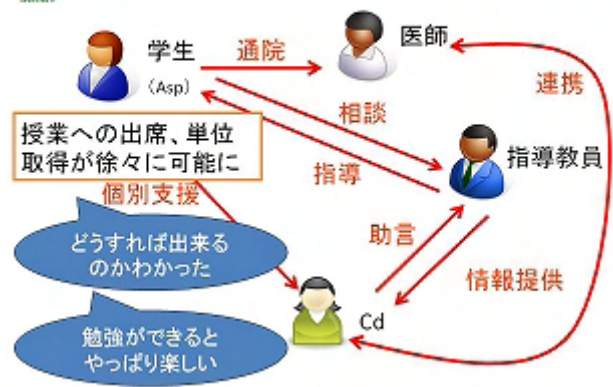 学生
(Asp)
通院
医師
連携
相談
指導教員
指導
授業への出席、単位
取得が徐々に可能に
個別支援
どうすれば出来る
のかわかった
助言
情報提供
Cd
勉強ができると
やっぱり楽しい